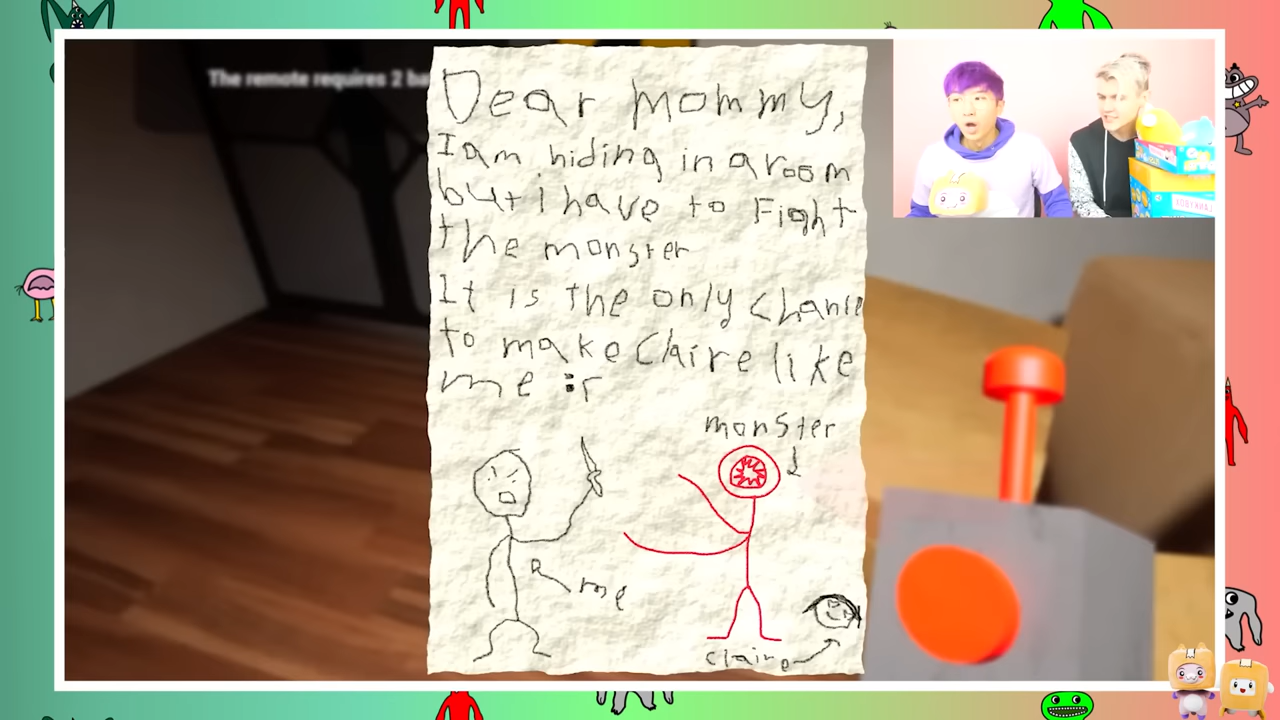 The remote requires 2 ba
Dear mommy,
I am hiding in a room
but i have to Fight
the monster
It is the only chance
to make Claire like
me :r
monster
me
Claire